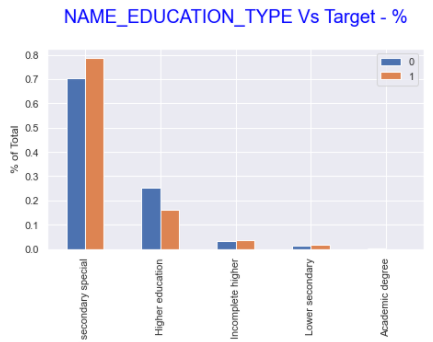 NAME_EDUCATION_TYPE Vs Target - %
0.8
0.7
0.6
0.5
0.4
0.3
0.2
0.1
0.0
% of Total
0
1
secondary special
Higher education
Incomplete higher
Lower secondary
Academic degree